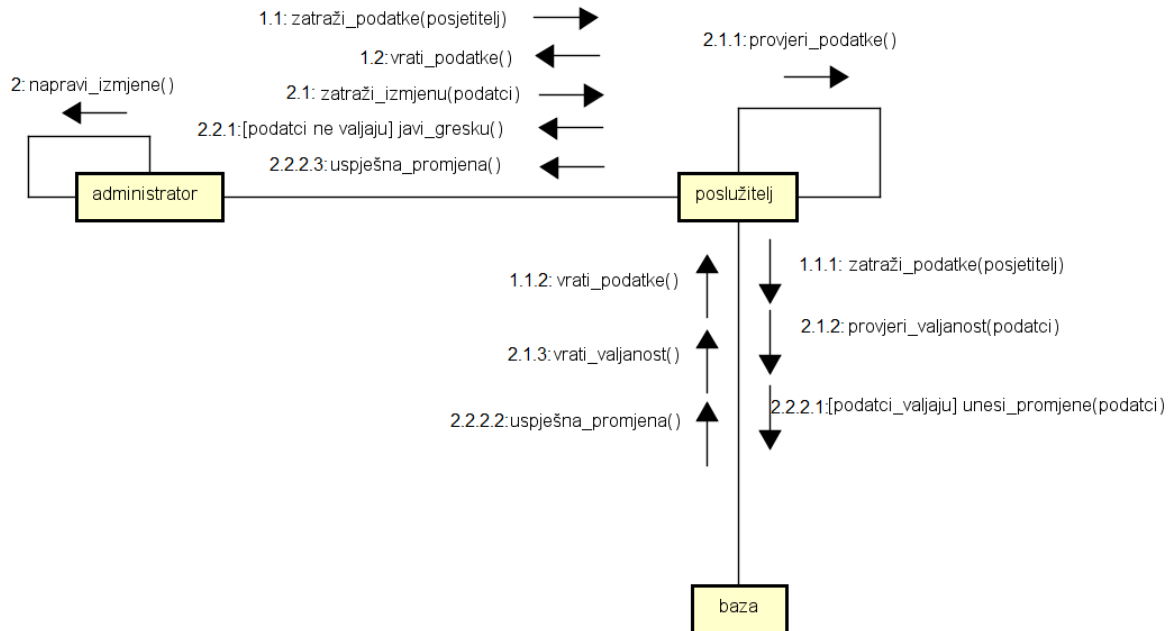 1.1: zatraži_podatke(posjetitelj)
1.2: vrati_podatke()
2.1.1: provjeri_podatke()
2: napravi_izmjene()
2.1: zatraži_izmjenu(podatci)
2.2.1:[podatci ne valjaju] javi_gresku()
2.2.2.3: uspješna_promjena()
administrator
poslužitelj
1.1.1: zatraži_podatke(posjetitelj)
1.1.2: vrati_podatke()
2.1.2: provjeri_valjanost(podatci)
2.1.3: vrati_valjanost()
2.2.2.1:[podatci_valjaju] unesi_promjene(podatci)
2.2.2.2: uspješna_promjena()
baza